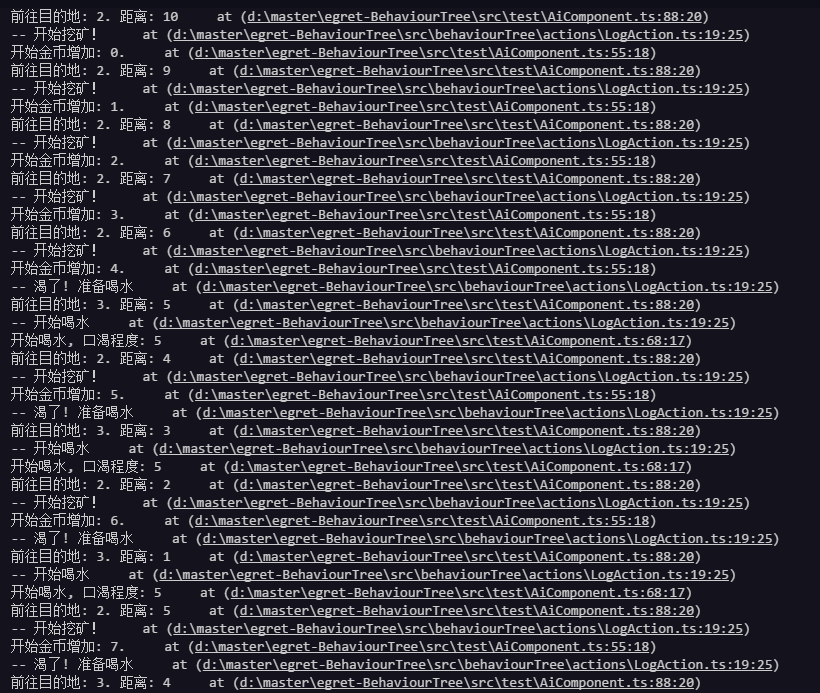 前往目的地: 2. 距离: 10     at (d:\master\egret-BehaviourTree\src\test\AiComponent.ts:88:20)
-- 开始挖矿!     at (d:\master\egret-BehaviourTree\src\behaviourTree\actions\LogAction.ts:19:25)
开始金币增加: 0.     at (d:\master\egret-BehaviourTree\src\test\AiComponent.ts:55:18)
前往目的地: 2. 距离: 9     at (d:\master\egret-BehaviourTree\src\test\AiComponent.ts:88:20)
-- 开始挖矿!     at (d:\master\egret-BehaviourTree\src\behaviourTree\actions\LogAction.ts:19:25)
开始金币增加: 1.     at (d:\master\egret-BehaviourTree\src\test\AiComponent.ts:55:18)
前往目的地: 2. 距离: 8     at (d:\master\egret-BehaviourTree\src\test\AiComponent.ts:88:20)
-- 开始挖矿!     at (d:\master\egret-BehaviourTree\src\behaviourTree\actions\LogAction.ts:19:25)
开始金币增加: 2.     at (d:\master\egret-BehaviourTree\src\test\AiComponent.ts:55:18)
前往目的地: 2. 距离: 7     at (d:\master\egret-BehaviourTree\src\test\AiComponent.ts:88:20)
-- 开始挖矿!     at (d:\master\egret-BehaviourTree\src\behaviourTree\actions\LogAction.ts:19:25)
开始金币增加: 3.     at (d:\master\egret-BehaviourTree\src\test\AiComponent.ts:55:18)
前往目的地: 2. 距离: 6     at (d:\master\egret-BehaviourTree\src\test\AiComponent.ts:88:20)
-- 开始挖矿!     at (d:\master\egret-BehaviourTree\src\behaviourTree\actions\LogAction.ts:19:25)
开始金币增加: 4.     at (d:\master\egret-BehaviourTree\src\test\AiComponent.ts:55:18)
-- 渴了! 准备喝水     at (d:\master\egret-BehaviourTree\src\behaviourTree\actions\LogAction.ts:19:25)
前往目的地: 3. 距离: 5     at (d:\master\egret-BehaviourTree\src\test\AiComponent.ts:88:20)
-- 开始喝水     at (d:\master\egret-BehaviourTree\src\behaviourTree\actions\LogAction.ts:19:25)
开始喝水, 口渴程度: 5     at (d:\master\egret-BehaviourTree\src\test\AiComponent.ts:68:17)
前往目的地: 2. 距离: 4     at (d:\master\egret-BehaviourTree\src\test\AiComponent.ts:88:20)
-- 开始挖矿!     at (d:\master\egret-BehaviourTree\src\behaviourTree\actions\LogAction.ts:19:25)
开始金币增加: 5.     at (d:\master\egret-BehaviourTree\src\test\AiComponent.ts:55:18)
-- 渴了! 准备喝水     at (d:\master\egret-BehaviourTree\src\behaviourTree\actions\LogAction.ts:19:25)
前往目的地: 3. 距离: 3     at (d:\master\egret-BehaviourTree\src\test\AiComponent.ts:88:20)
-- 开始喝水     at (d:\master\egret-BehaviourTree\src\behaviourTree\actions\LogAction.ts:19:25)
开始喝水, 口渴程度: 5     at (d:\master\egret-BehaviourTree\src\test\AiComponent.ts:68:17)
前往目的地: 2. 距离: 2     at (d:\master\egret-BehaviourTree\src\test\AiComponent.ts:88:20)
-- 开始挖矿!     at (d:\master\egret-BehaviourTree\src\behaviourTree\actions\LogAction.ts:19:25)
开始金币增加: 6.     at (d:\master\egret-BehaviourTree\src\test\AiComponent.ts:55:18)
-- 渴了! 准备喝水     at (d:\master\egret-BehaviourTree\src\behaviourTree\actions\LogAction.ts:19:25)
前往目的地: 3. 距离: 1     at (d:\master\egret-BehaviourTree\src\test\AiComponent.ts:88:20)
-- 开始喝水     at (d:\master\egret-BehaviourTree\src\behaviourTree\actions\LogAction.ts:19:25)
开始喝水, 口渴程度: 5     at (d:\master\egret-BehaviourTree\src\test\AiComponent.ts:68:17)
前往目的地: 2. 距离: 5     at (d:\master\egret-BehaviourTree\src\test\AiComponent.ts:88:20)
-- 开始挖矿!     at (d:\master\egret-BehaviourTree\src\behaviourTree\actions\LogAction.ts:19:25)
开始金币增加: 7.     at (d:\master\egret-BehaviourTree\src\test\AiComponent.ts:55:18)
-- 渴了! 准备喝水     at (d:\master\egret-BehaviourTree\src\behaviourTree\actions\LogAction.ts:19:25)
前往目的地: 3. 距离: 4     at (d:\master\egret-BehaviourTree\src\test\AiComponent.ts:88:20)